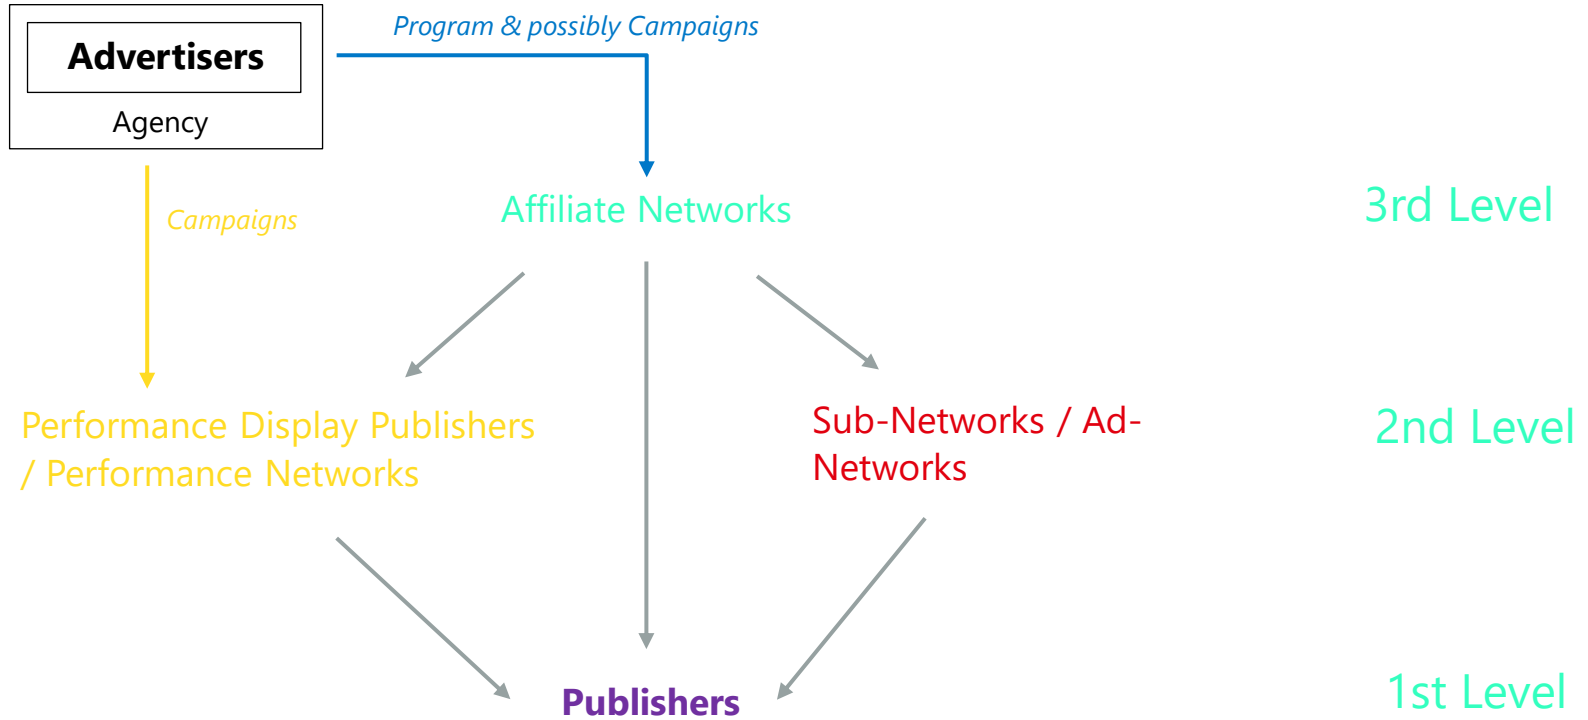 Program & possibly Campaigns
Advertisers
Agency
Campaigns
Affiliate Networks
3rd Level
Performance Display Publishers
/ Performance Networks
Sub-Networks / Ad-
Networks
2nd Level
Publishers
1st Level